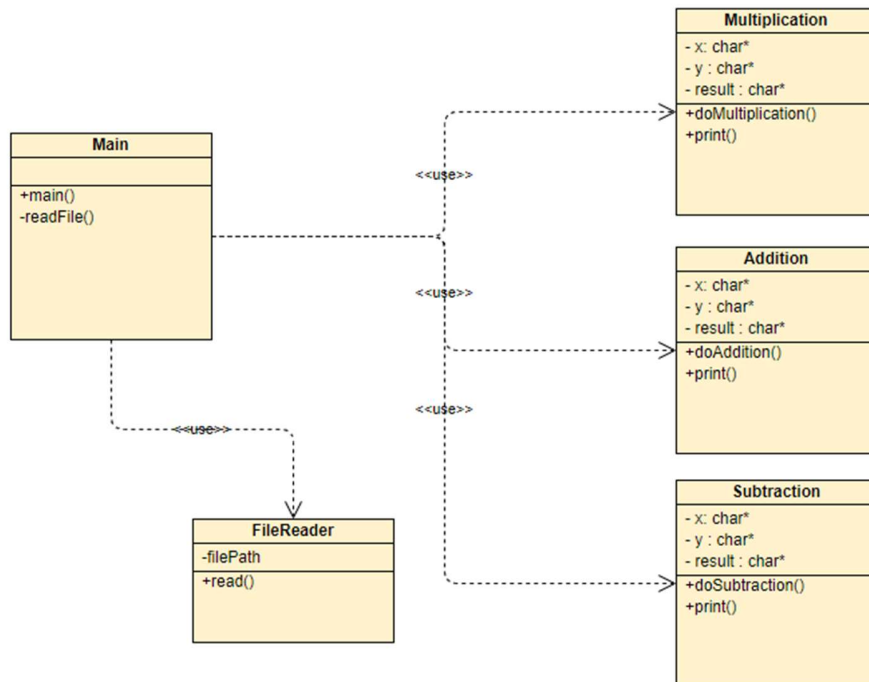 Main
+main()
-readFile()
<<use>>
FileReader
-filePath
+read()
<<use>>
<<use>>
<<use>>
Multiplication
- x: char*
- y : char*
- result : char*
+doMultiplication()
+print()
Addition
- x: char*
- y : char*
- result : char*
+doAddition()
+print()
Subtraction
- x: char*
- y : char*
- result : char*
+doSubtraction()
+print()